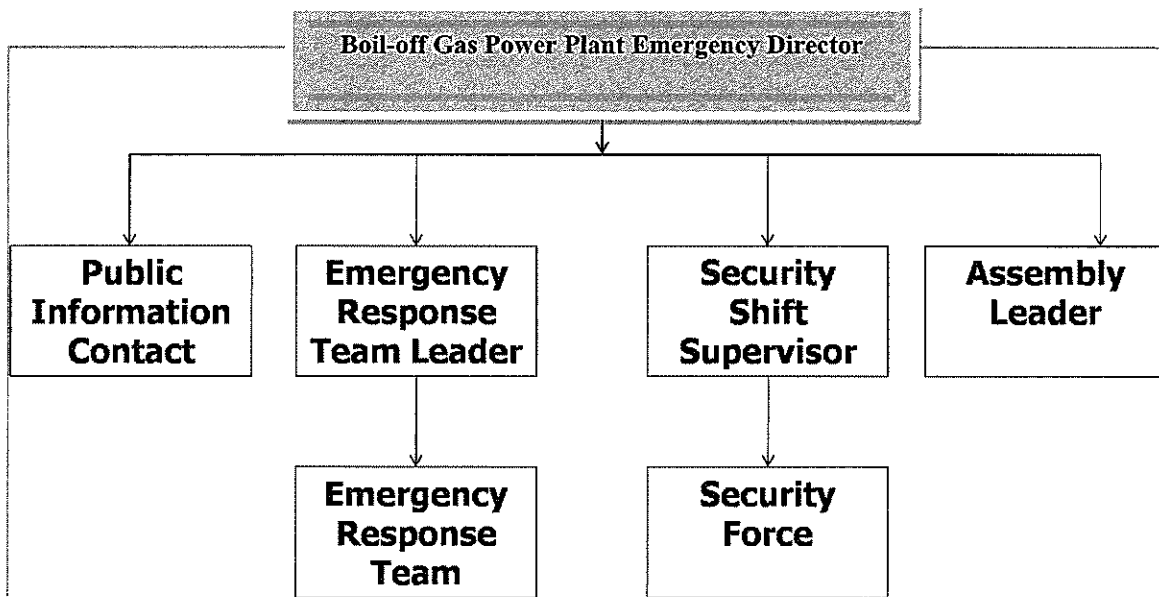 Boil-off Gas Power Plant Emergency Director
Public
Information
Contact
Emergency
Response
Team Leader
Security
Shift
Supervisor
Assembly
Leader
Emergency
Response
Team
Security
Force